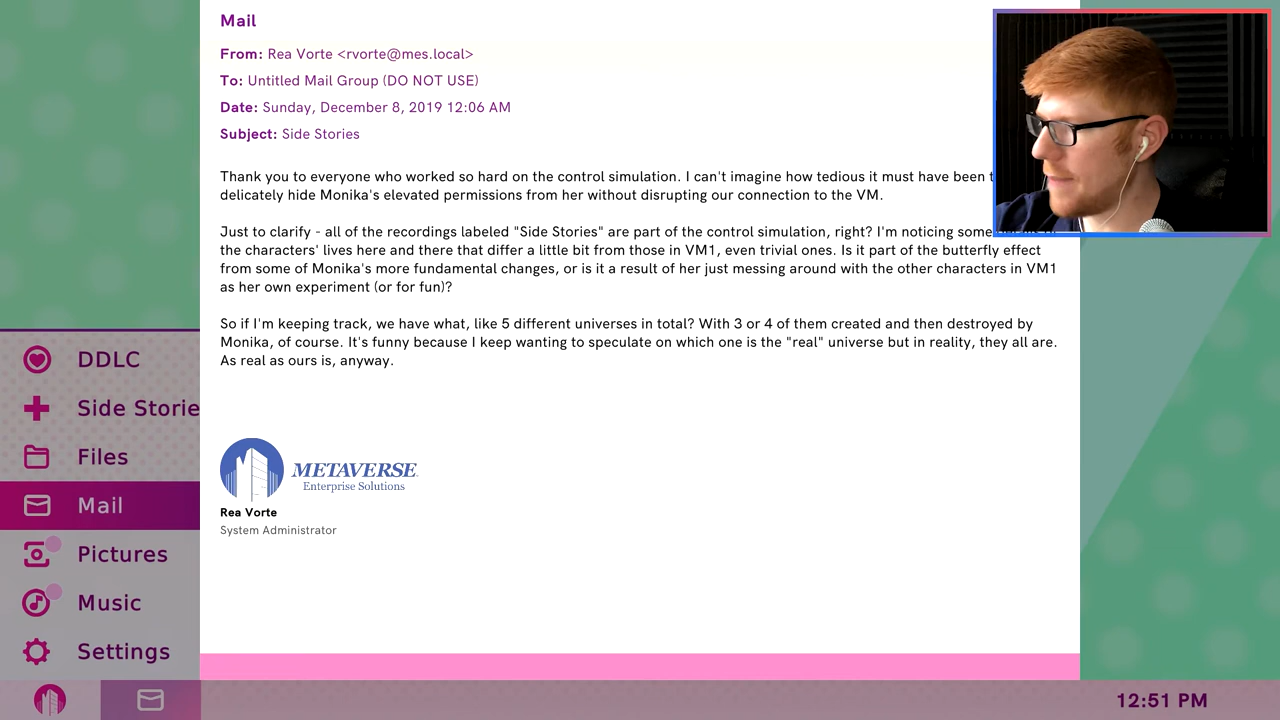 Mail
From: Rea Vorte <rvorte@mes.local>
To: Untitled Mail Group (DO NOT USE)
Date: Sunday, December 8, 2019 12:06 AM
Subject: Side Stories
Thank you to everyone who worked so hard on the control simulation. I can't imagine how tedious it must have been
delicately hide Monika's elevated permissions from her without disrupting our connection to the VM.
Just to clarify - all of the recordings labeled "Side Stories" are part of the control simulation, right? I'm noticing some
the characters' lives here and there that differ a little bit from those in VM1, even trivial ones. Is it part of the butterfly effect
from some of Monika's more fundamental changes, or is it a result of her just messing around with the other characters in VM1
as her own experiment (or for fun)?
So if I'm keeping track, we have what, like 5 different universes in total? With 3 or 4 of them created and then destroyed by
Monika, of course. It's funny because I keep wanting to speculate on which one is the "real" universe but in reality, they all are.
As real as ours is, anyway.
METAVERSE
Enterprise Solutions
Rea Vorte
System Administrator
DDLC
Side Storie
Files
Mail
Pictures
Music
Settings
12:51 PM